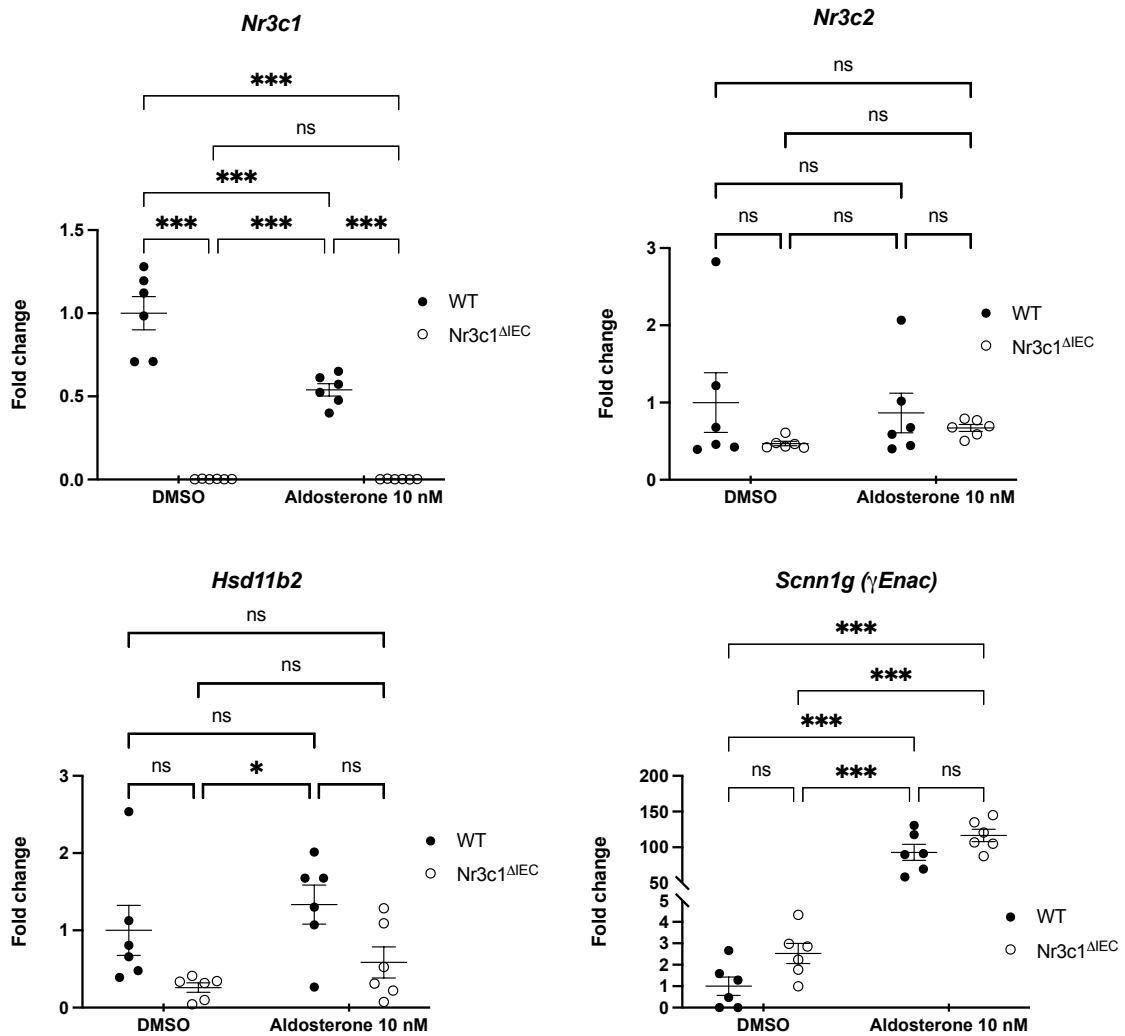 Nr3c1
***
ns
***
*** *** ***
1.5
1.0
0.5
0.0
Fold change
DMSO Aldosterone 10 nM
WT
Nr3c1ΔIEC
Nr3c2
ns
ns
ns
ns ns ns
3
2
1
0
Fold change
DMSO Aldosterone 10 nM
WT
Nr3c1ΔIEC
Hsd11b2
ns
ns
ns
ns * ns
3
2
1
0
Fold change
DMSO Aldosterone 10 nM
WT
Nr3c1ΔIEC
Scnn1g (γEnac)
***
***
***
ns *** ns
200
150
100
50
5
4
3
2
1
0
Fold change
DMSO Aldosterone 10 nM
WT
Nr3c1ΔIEC